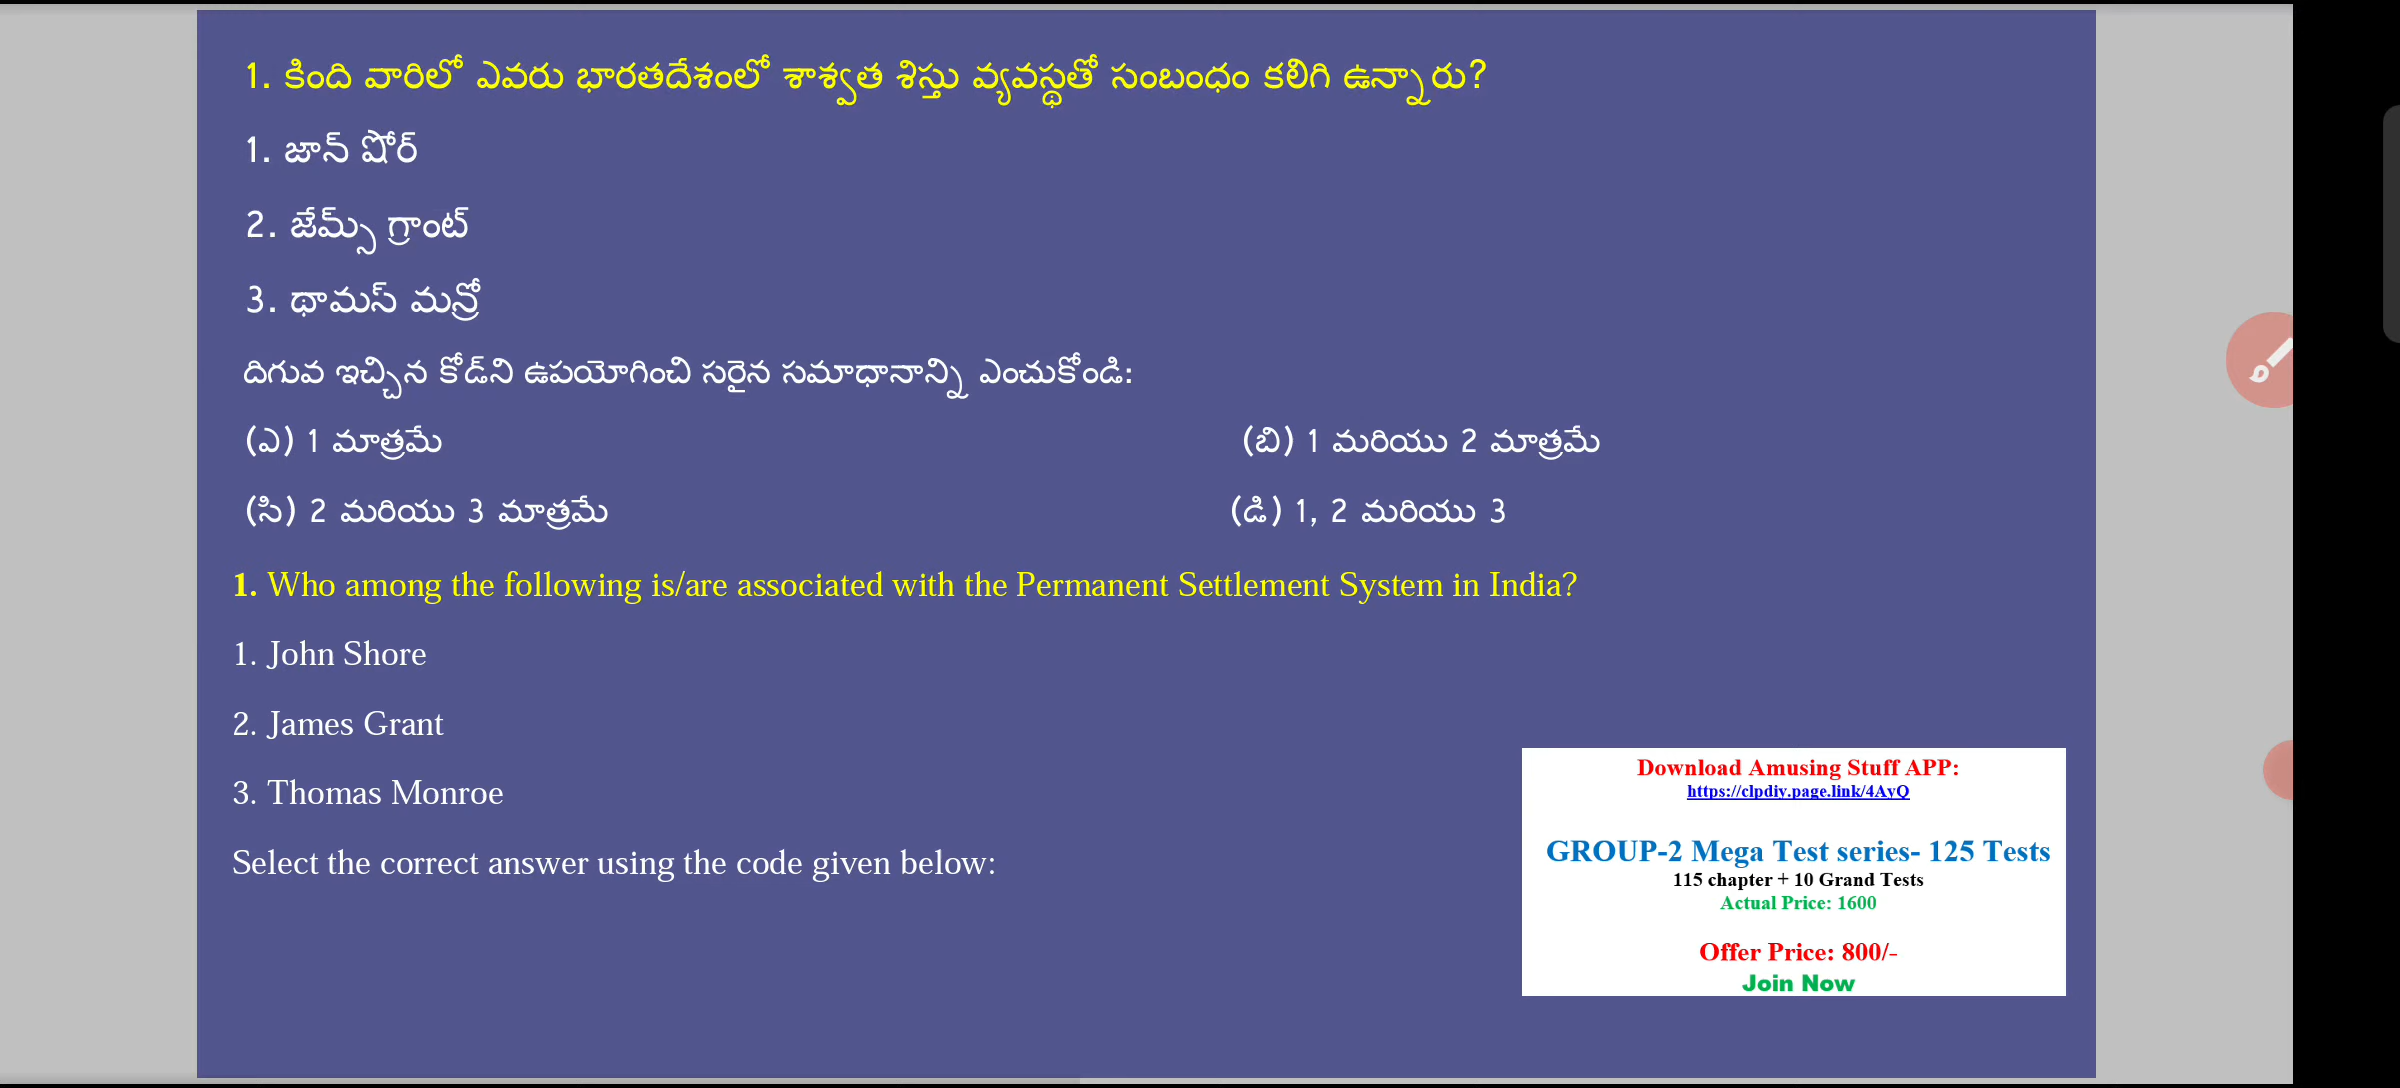 1. కింది వారిలో ఎవరు భారతదేశంలో శాశ్వత శిస్తు వ్యవస్థతో సంబంధం కలిగి ఉన్నారు?
1. జాన్ షోర్
2. జేమ్స్ గ్రాంట్
3. థామస్ మన్రో
దిగువ ఇచ్చిన కోడ్‌ని ఉపయోగించి సరైన సమాధానాన్ని ఎంచుకోండి:
(ఎ) 1 మాత్రమే (బి) 1 మరియు 2 మాత్రమే
(సి) 2 మరియు 3 మాత్రమే (డి) 1, 2 మరియు 3
1. Who among the following is/are associated with the Permanent Settlement System in India?
1. John Shore
2. James Grant
3. Thomas Monroe
Select the correct answer using the code given below:
Download Amusing Stuff APP:
https://clpdiy.page.link/4AyQ
GROUP-2 Mega Test series- 125 Tests
115 chapter + 10 Grand Tests
Actual Price: 1600
Offer Price: 800/-
Join Now